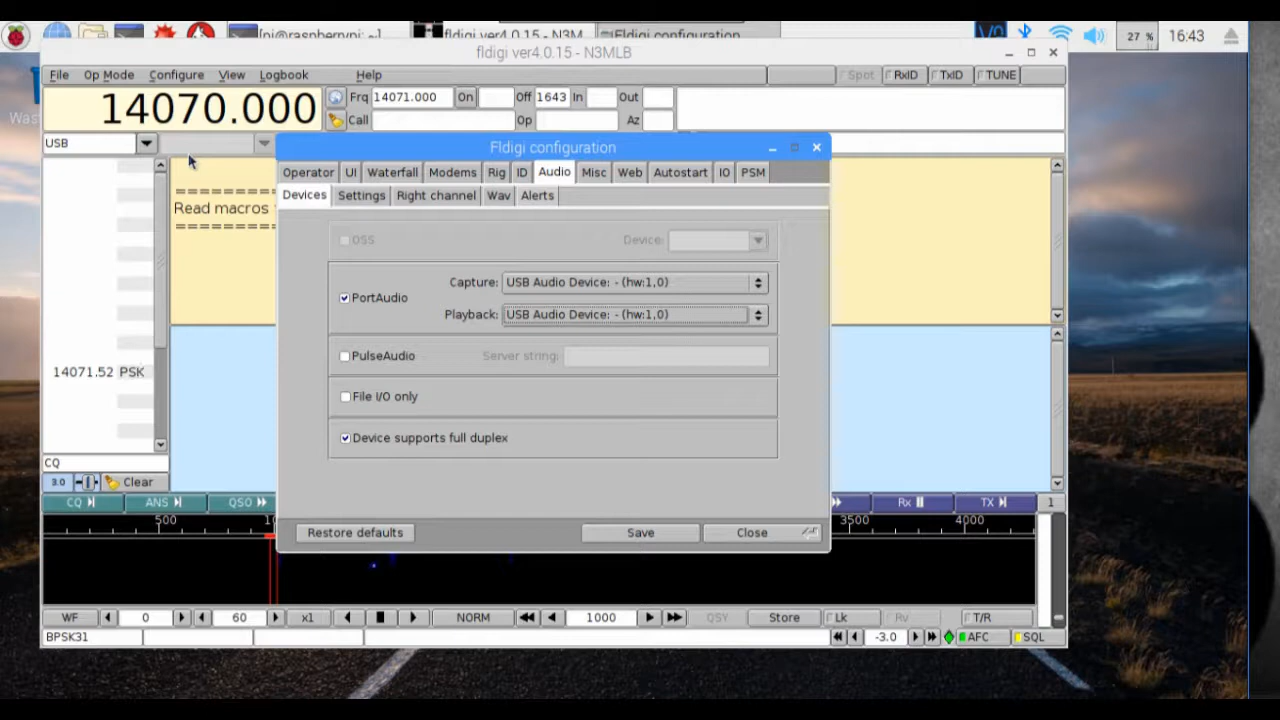 [pi@raspberrypi: ~]
fldigi ver4.0.15 - N3M...
Fldigi configuration
27 %
16:43
fldigi ver4.0.15 - N3MLB
File Op Mode Configure View Logbook Help
Spot RxID TxID TUNE
14070.000
Frq 14071.000 On Off 1643 In Out
Call Op Az
USB
Was
Fldigi configuration
Operator UI Waterfall Modems Rig ID Audio Misc Web Autostart IO PSM
Devices Settings Right channel Wav Alerts
Read macros
OSS Device:
PortAudio
Capture: USB Audio Device: - (hw:1,0)
Playback: USB Audio Device: - (hw:1,0)
PulseAudio Server string:
File I/O only
Device supports full duplex
Restore defaults Save Close
14071.52 PSK
CQ
3.0 Clear
CQ ANS QSO Rx TX 1
500 3500 4000
WF 0 60 x1 NORM 1000 QSY Store Lk Rv T/R
BPSK31 -3.0 AFC SQL